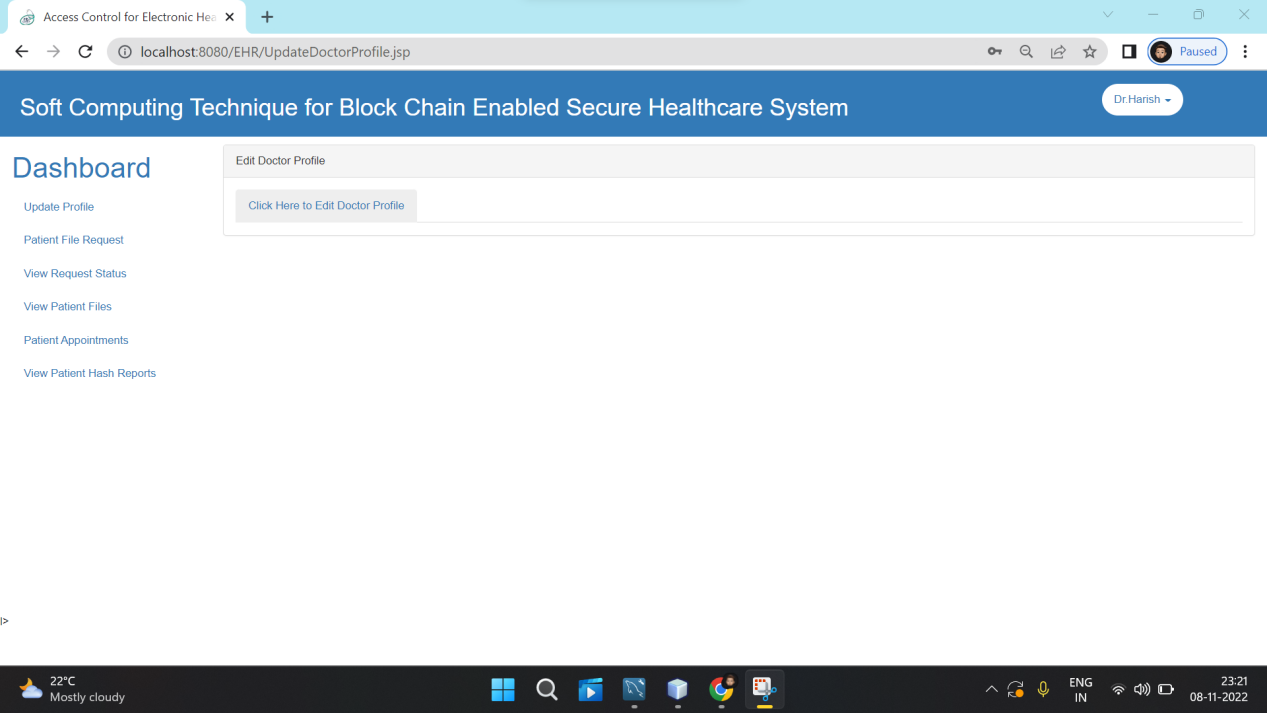 Access Control for Electronic Hea
localhost:8080/EHR/UpdateDoctorProfile.jsp
Paused
Soft Computing Technique for Block Chain Enabled Secure Healthcare System
Dr.Harish
Dashboard
Update Profile
Patient File Request
View Request Status
View Patient Files
Patient Appointments
View Patient Hash Reports
Edit Doctor Profile
Click Here to Edit Doctor Profile
22°C
Mostly cloudy
ENG
IN
23:21
08-11-2022